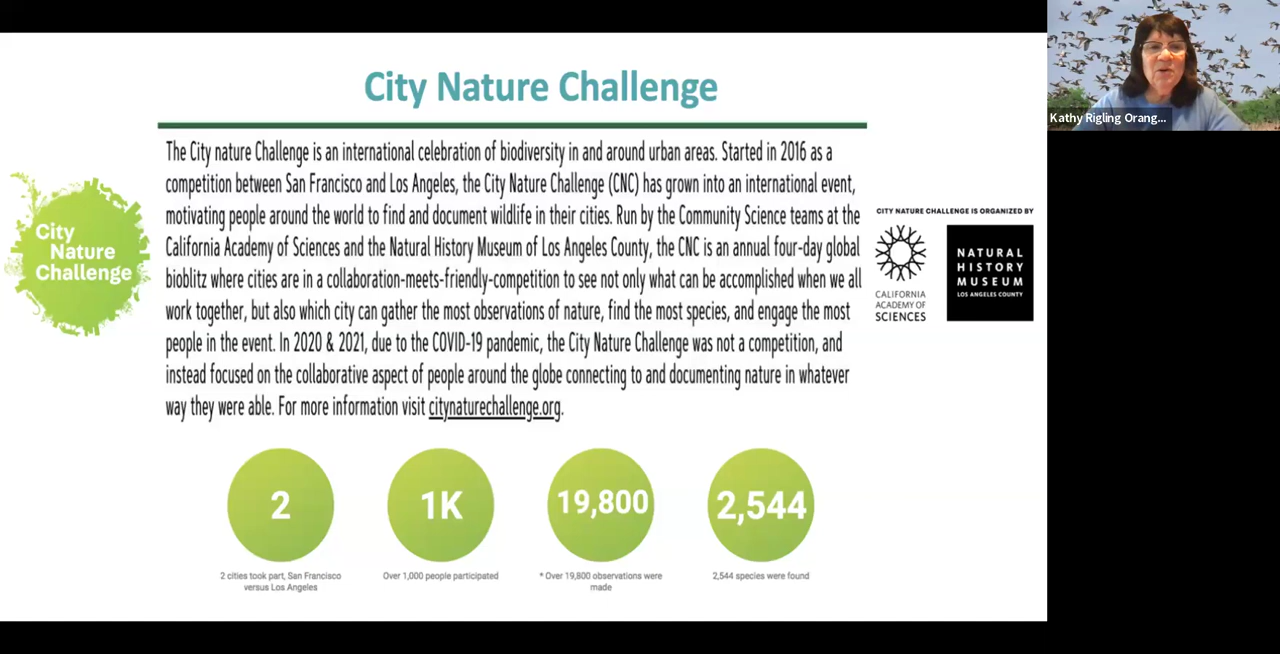 City Nature Challenge
The City nature Challenge is an international celebration of biodiversity in and around urban areas. Started in 2016 as a
competition between San Francisco and Los Angeles, the City Nature Challenge (CNC) has grown into an international event,
motivating people around the world to find and document wildlife in their cities. Run by the Community Science teams at the
California Academy of Sciences and the Natural History Museum of Los Angeles County, the CNC is an annual four-day global
bioblitz where cities are in a collaboration-meets-friendly-competition to see not only what can be accomplished when we all
work together, but also which city can gather the most observations of nature, find the most species, and engage the most
people in the event. In 2020 & 2021, due to the COVID-19 pandemic, the City Nature Challenge was not a competition, and
instead focused on the collaborative aspect of people around the globe connecting to and documenting nature in whatever
way they were able. For more information visit citynaturechallenge.org.
City
Nature
Challenge
CITY NATURE CHALLENGE IS ORGANIZED BY
CALIFORNIA
ACADEMY OF
SCIENCES
NATURAL
HISTORY
MUSEUM
LOS ANGELES COUNTY
2
2 cities took part, San Francisco
versus Los Angeles
1K
Over 1,000 people participated
19,800
* Over 19,800 observations were
made
2,544
2,544 species were found
Kathy Rigling Orang...